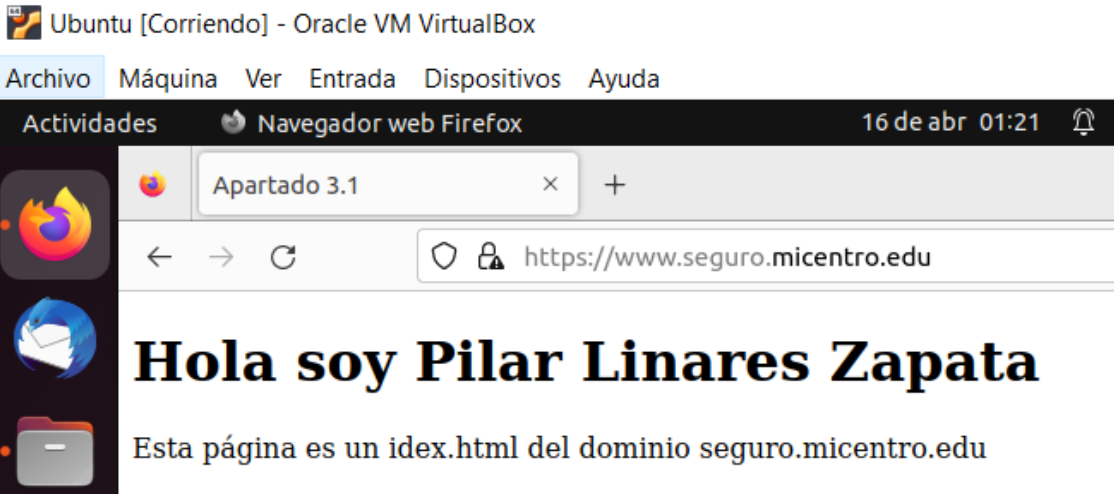 Ubuntu [Corriendo] - Oracle VM VirtualBox
Archivo Máquina Ver Entrada Dispositivos Ayuda
Actividades Navegador web Firefox 16 de abr 01:21
Apartado 3.1
https://www.seguro.micentro.edu
Hola soy Pilar Linares Zapata
Esta página es un idex.html del dominio seguro.micentro.edu